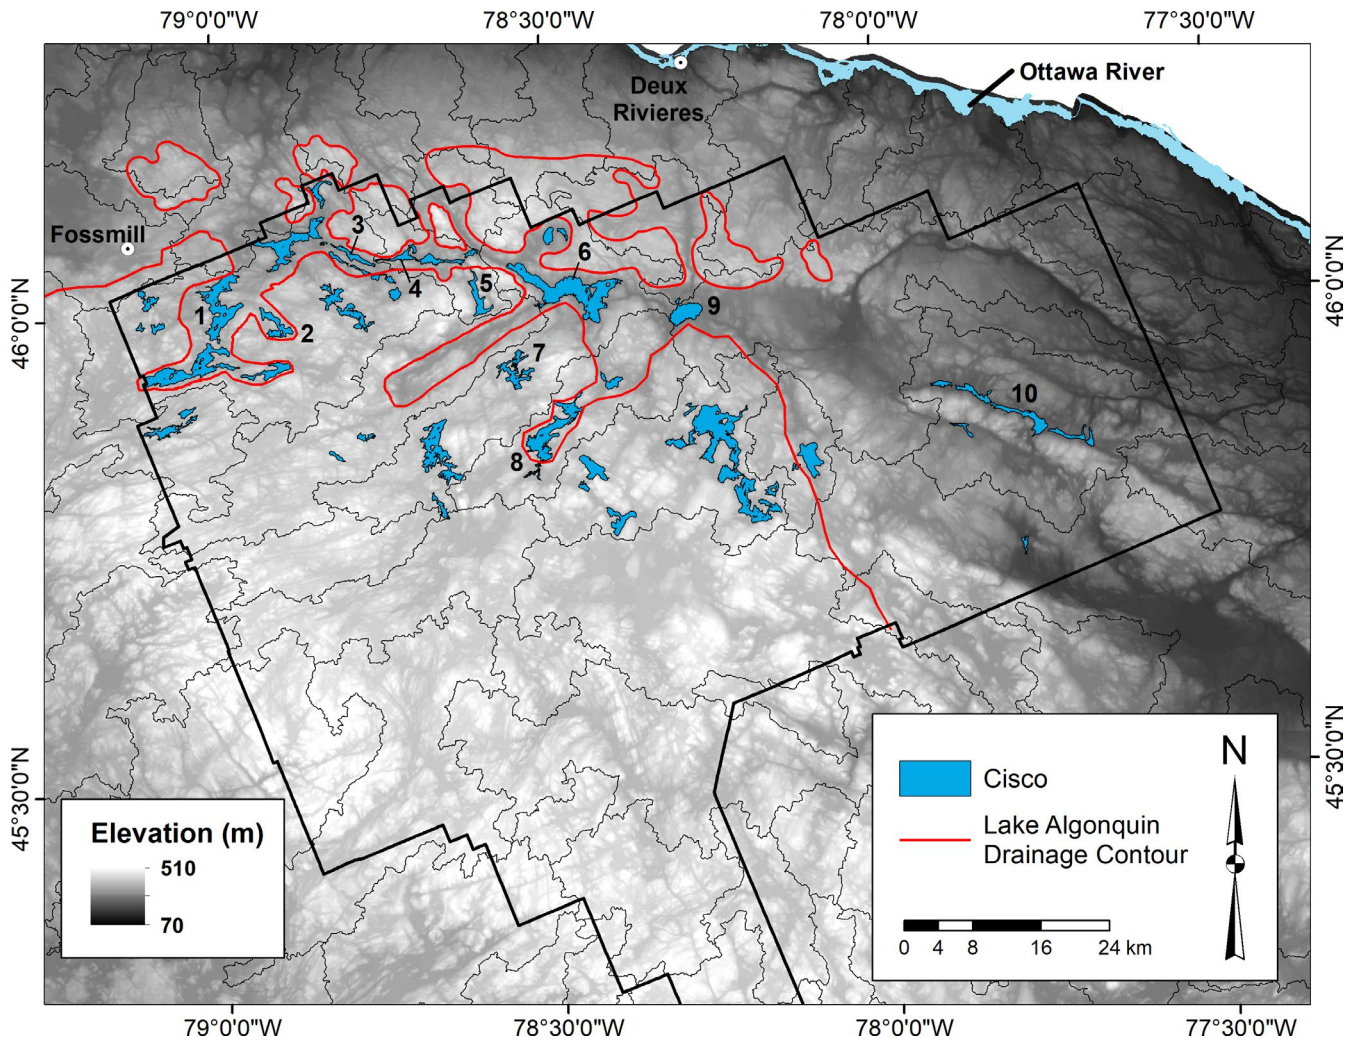 79°0'0"W
78°30'0"W
78°0'0"W
77°30'0"W
Deux
Rivieres
Ottawa River
Fossmill
3
6
4
5
9
1
2
7
10
8
46°0'0"N
46°0'0"N
45°30'0"N
45°30'0"N
Elevation (m)
510
70
Cisco
Lake Algonquin
Drainage Contour
N
0 4 8 16 24 km
79°0'0"W
78°30'0"W
78°0'0"W
77°30'0"W